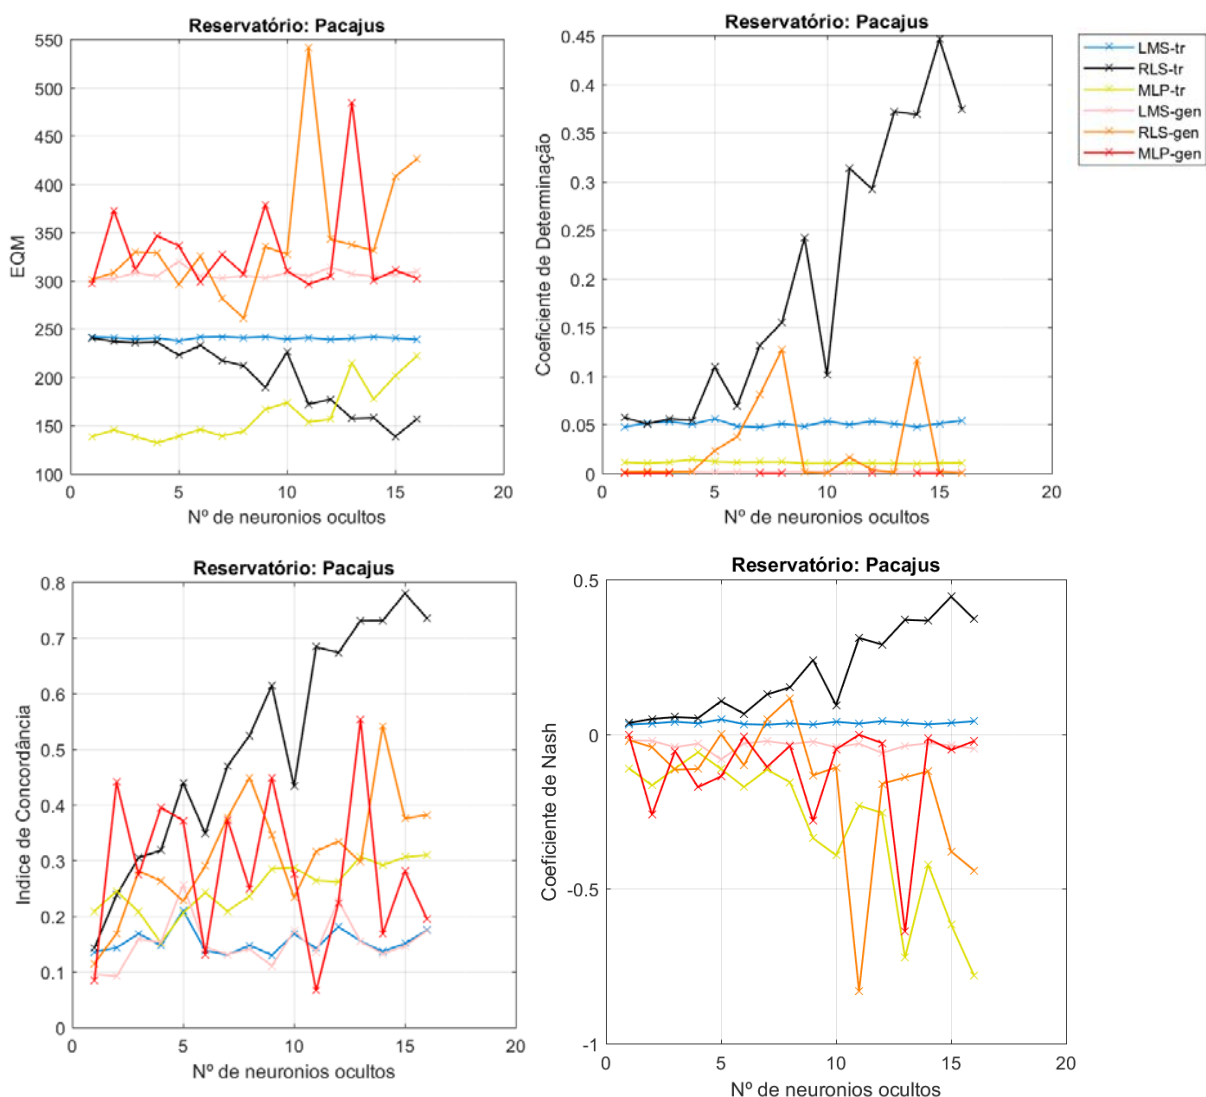 Reservatório: Pacajus
550
500
450
400
350
300
250
200
150
100
0
5
10
15
20
EQM
Nº de neuronios ocultos
Reservatório: Pacajus
0.45
0.4
0.35
0.3
0.25
0.2
0.15
0.1
0.05
0
0
5
10
15
20
Coeficiente de Determinação
Nº de neuronios ocultos
LMS-tr
RLS-tr
MLP-tr
LMS-gen
RLS-gen
MLP-gen
Reservatório: Pacajus
0.8
0.7
0.6
0.5
0.4
0.3
0.2
0.1
0
0
5
10
15
20
Indice de Concordância
Nº de neuronios ocultos
Reservatório: Pacajus
0.5
0
-0.5
-1
0
5
10
15
20
Coeficiente de Nash
Nº de neuronios ocultos